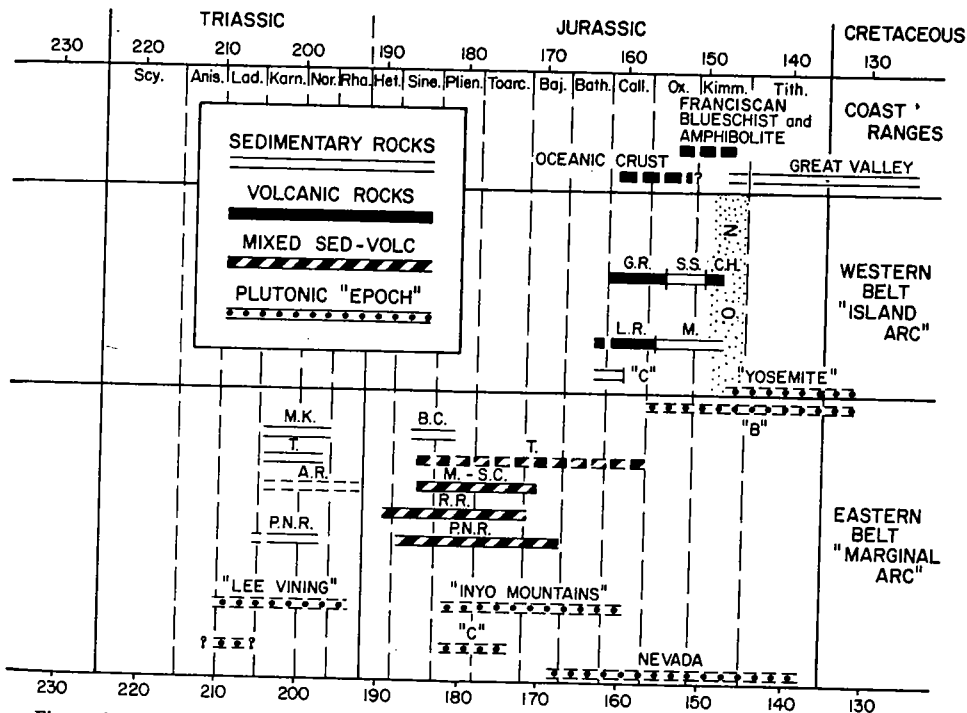 TRIASSIC JURASSIC CRETACEOUS
230 220 210 200 190 180 170 160 150 140 130
Scy. Anis. Lad. Karn. Nor. Rha. Het. Sine. Plien. Toarc. Baj. Bath. Call. Ox. Kimm. Tith.
FRANCISCAN
BLUESCHIST and
AMPHIBOLITE
COAST
RANGES
OCEANIC CRUST
?
GREAT VALLEY
SEDIMENTARY ROCKS
VOLCANIC ROCKS
MIXED SED-VOLC
PLUTONIC "EPOCH"
N
O
G.R. S.S. C.H.
L.R. M.
"C"
WESTERN
BELT
"ISLAND
ARC"
"YOSEMITE"
"B"
M.K.
T.
A.R.
P.N.R.
B.C.
T.
M.-S.C.
R.R.
P.N.R.
EASTERN
BELT
"MARGINAL
ARC"
"LEE VINING"
"INYO MOUNTAINS"
? ?
"C"
NEVADA
230 220 210 200 190 180 170 160 150 140 130